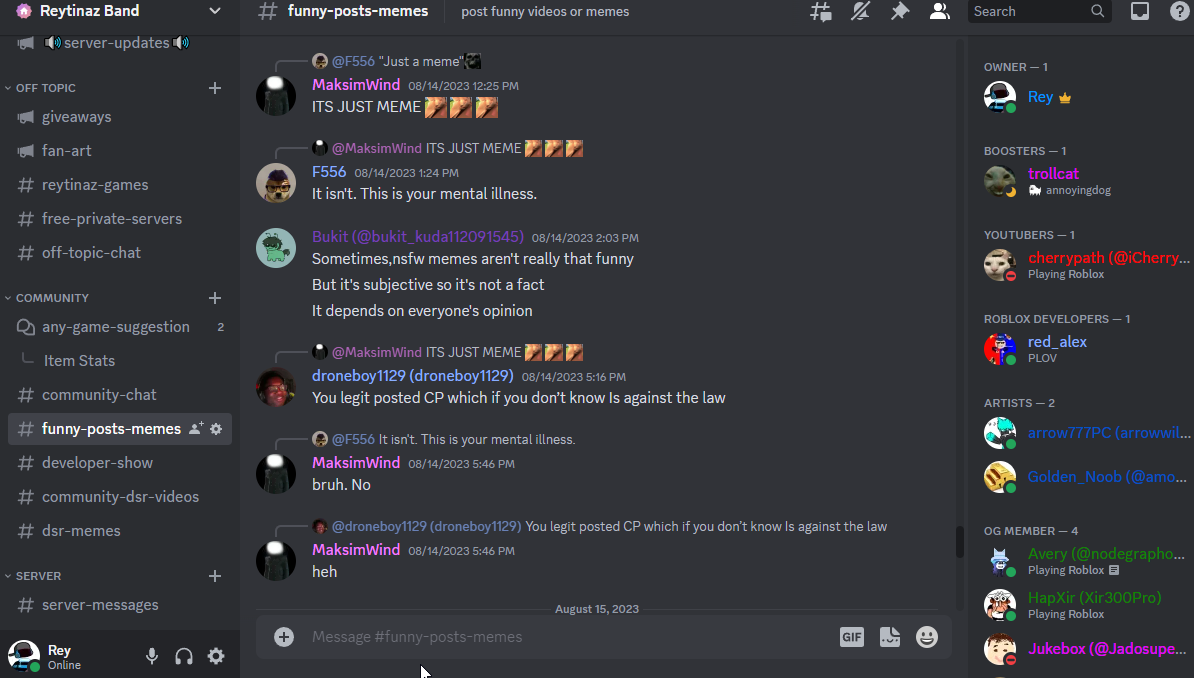 Reytinaz Band
server-updates
OFF TOPIC
giveaways
fan-art
reytinaz-games
free-private-servers
off-topic-chat
COMMUNITY
any-game-suggestion 2
Item Stats
community-chat
funny-posts-memes
developer-show
community-dsr-videos
dsr-memes
SERVER
server-messages
Rey
Online
funny-posts-memes post funny videos or memes
Search
@F556 "Just a meme"
MaksimWind 08/14/2023 12:25 PM
ITS JUST MEME
@MaksimWind ITS JUST MEME
F556 08/14/2023 1:24 PM
It isn't. This is your mental illness.
Bukit (@bukit_kuda112091545) 08/14/2023 2:03 PM
Sometimes,nsfw memes aren't really that funny
But it's subjective so it's not a fact
It depends on everyone's opinion
@MaksimWind ITS JUST MEME
droneboy1129 (droneboy1129) 08/14/2023 5:16 PM
You legit posted CP which if you don't know Is against the law
@F556 It isn't. This is your mental illness.
MaksimWind 08/14/2023 5:46 PM
bruh. No
@droneboy1129 (droneboy1129) You legit posted CP which if you don't know Is against the law
MaksimWind 08/14/2023 5:46 PM
heh
August 15, 2023
Message #funny-posts-memes
GIF
OWNER — 1
Rey
BOOSTERS — 1
trollcat
annoyingdog
YOUTUBERS — 1
cherrypath (@iCherry...
Playing Roblox
ROBLOX DEVELOPERS — 1
red_alex
PLOV
ARTISTS — 2
arrow777PC (arrowwil...
Golden_Noob (@amo...
OG MEMBER — 4
Avery (@nodegrapho...
Playing Roblox
HapXir (Xir300Pro)
Playing Roblox
Jukebox (@Jadosupe...